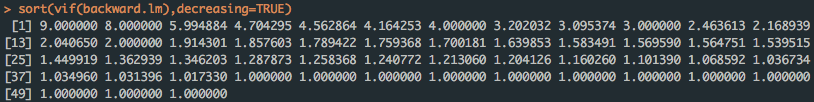 > sort(vif(backward.lm),decreasing=TRUE)
[1] 9.000000 8.000000 5.994884 4.704295 4.562864 4.164253 4.000000 3.202032 3.095374 3.000000 2.463613 2.168939
[13] 2.040650 2.000000 1.914301 1.857603 1.789422 1.759368 1.700181 1.639853 1.583491 1.569590 1.564751 1.539515
[25] 1.449919 1.362939 1.346203 1.287873 1.258368 1.240772 1.213060 1.204126 1.160260 1.101390 1.068592 1.036734
[37] 1.034960 1.031396 1.017330 1.000000 1.000000 1.000000 1.000000 1.000000 1.000000 1.000000 1.000000 1.000000
[49] 1.000000 1.000000 1.000000